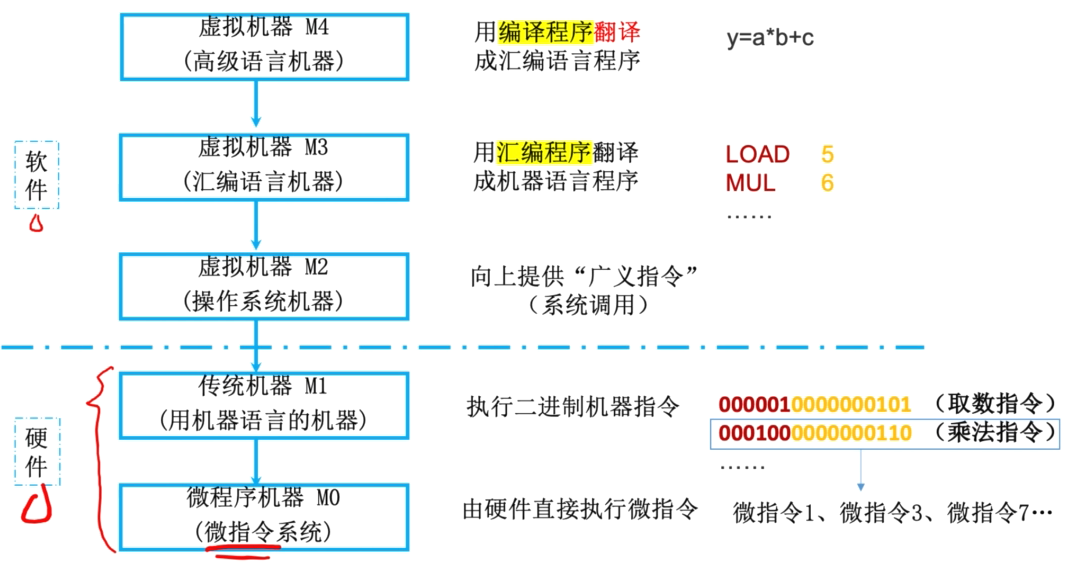 虚拟机器 M4
(高级语言机器)
用编译程序翻译
成汇编语言程序
y=a*b+c
软件
虚拟机器 M3
(汇编语言机器)
用汇编程序翻译
成机器语言程序
LOAD 5
MUL 6
……
虚拟机器 M2
(操作系统机器)
向上提供“广义指令”
(系统调用)
硬件
传统机器 M1
(用机器语言的机器)
执行二进制机器指令
0000010000000101 (取数指令)
0001000000000110 (乘法指令)
……
微程序机器 M0
(微指令系统)
由硬件直接执行微指令
微指令1、微指令3、微指令7…